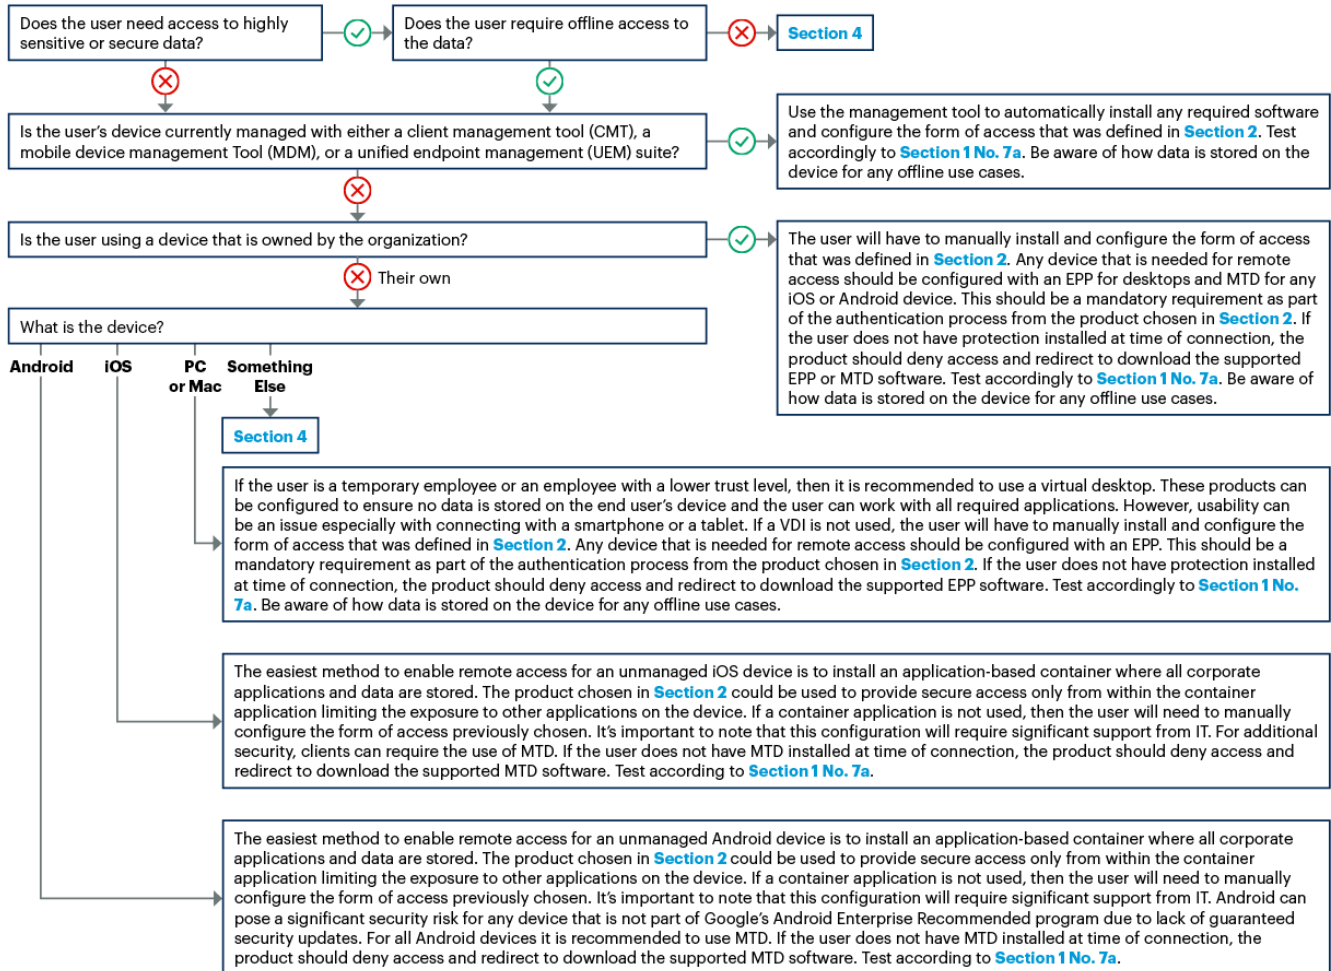 Does the user need access to highly
sensitive or secure data?
Does the user require offline access to
the data?
Section 4
Is the user's device currently managed with either a client management tool (CMT), a
mobile device management Tool (MDM), or a unified endpoint management (UEM) suite?
Use the management tool to automatically install any required software
and configure the form of access that was defined in Section 2. Test
accordingly to Section 1 No. 7a. Be aware of how data is stored on the
device for any offline use cases.
Is the user using a device that is owned by the organization?
The user will have to manually install and configure the form of access
that was defined in Section 2. Any device that is needed for remote
access should be configured with an EPP for desktops and MTD for any
iOS or Android device. This should be a mandatory requirement as part
of the authentication process from the product chosen in Section 2. If
the user does not have protection installed at time of connection, the
product should deny access and redirect to download the supported
EPP or MTD software. Test accordingly to Section 1 No. 7a. Be aware of
how data is stored on the device for any offline use cases.
Their own
What is the device?
Android
iOS
PC
or Mac
Something
Else
Section 4
If the user is a temporary employee or an employee with a lower trust level, then it is recommended to use a virtual desktop. These products can
be configured to ensure no data is stored on the end user's device and the user can work with all required applications. However, usability can
be an issue especially with connecting with a smartphone or a tablet. If a VDI is not used, the user will have to manually install and configure the
form of access that was defined in Section 2. Any device that is needed for remote access should be configured with an EPP. This should be a
mandatory requirement as part of the authentication process from the product chosen in Section 2. If the user does not have protection installed
at time of connection, the product should deny access and redirect to download the supported EPP software. Test accordingly to Section 1 No.
7a. Be aware of how data is stored on the device for any offline use cases.
The easiest method to enable remote access for an unmanaged iOS device is to install an application-based container where all corporate
applications and data are stored. The product chosen in Section 2 could be used to provide secure access only from within the container
application limiting the exposure to other applications on the device. If a container application is not used, then the user will need to manually
configure the form of access previously chosen. It's important to note that this configuration will require significant support from IT. For additional
security, clients can require the use of MTD. If the user does not have MTD installed at time of connection, the product should deny access and
redirect to download the supported MTD software. Test according to Section 1 No. 7a.
The easiest method to enable remote access for an unmanaged Android device is to install an application-based container where all corporate
applications and data are stored. The product chosen in Section 2 could be used to provide secure access only from within the container
application limiting the exposure to other applications on the device. If a container application is not used, then the user will need to manually
configure the form of access previously chosen. It's important to note that this configuration will require significant support from IT. Android can
pose a significant security risk for any device that is not part of Google's Android Enterprise Recommended program due to lack of guaranteed
security updates. For all Android devices it is recommended to use MTD. If the user does not have MTD installed at time of connection, the
product should deny access and redirect to download the supported MTD software. Test according to Section 1 No. 7a.